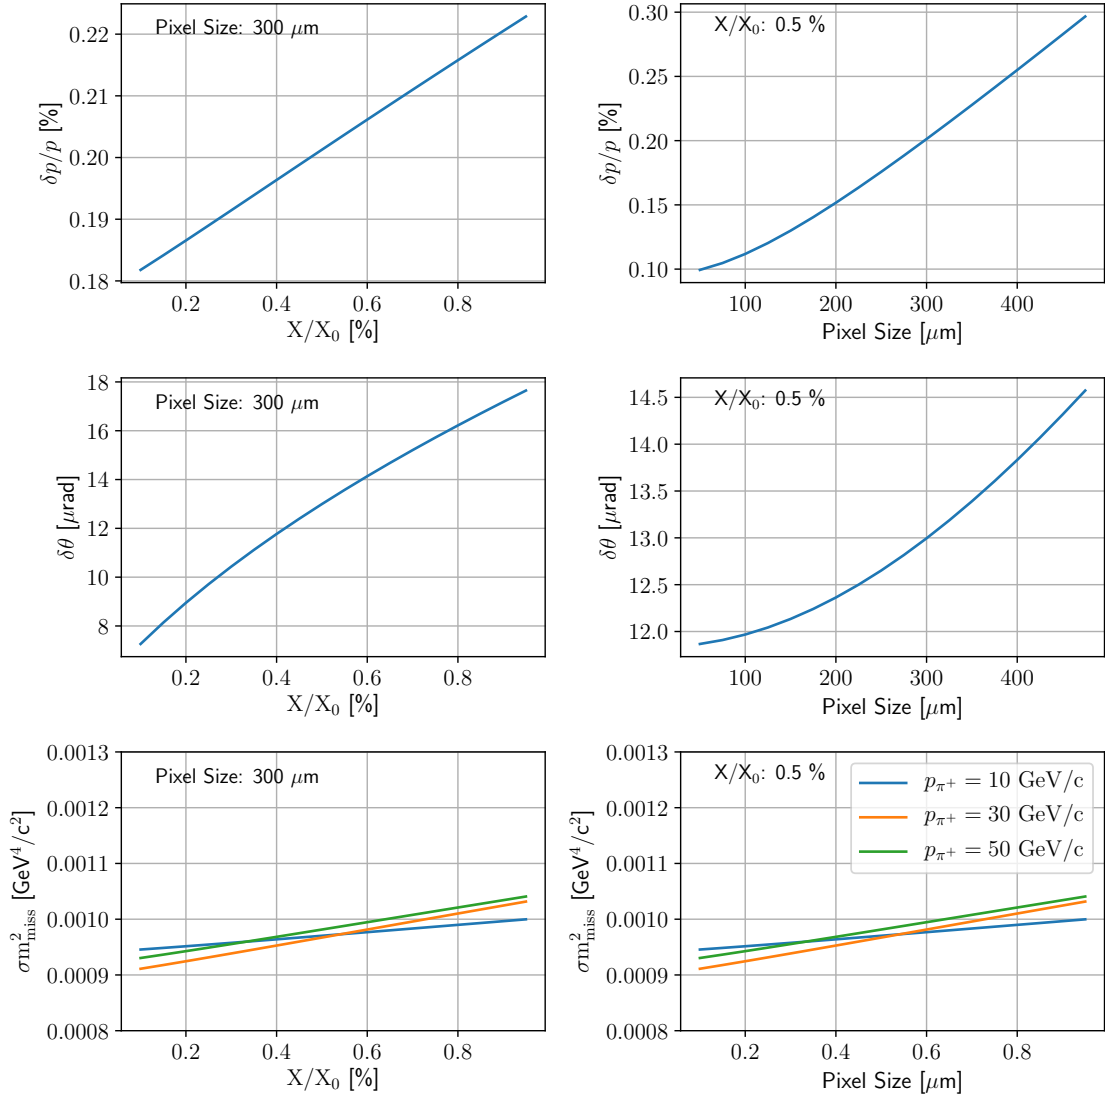 Pixel Size: 300 μm
0.22
0.21
0.20
0.19
0.18
δp/p [%]
0.2 0.4 0.6 0.8
X/X₀ [%]
X/X₀: 0.5 %
0.30
0.25
0.20
0.15
0.10
δp/p [%]
100 200 300 400
Pixel Size [μm]
Pixel Size: 300 μm
18
16
14
12
10
8
δθ [μrad]
0.2 0.4 0.6 0.8
X/X₀ [%]
X/X₀: 0.5 %
14.5
14.0
13.5
13.0
12.5
12.0
δθ [μrad]
100 200 300 400
Pixel Size [μm]
Pixel Size: 300 μm
0.0013
0.0012
0.0011
0.0010
0.0009
0.0008
σm²miss [GeV⁴/c²]
0.2 0.4 0.6 0.8
X/X₀ [%]
X/X₀: 0.5 %
pπ+ = 10 GeV/c
pπ+ = 30 GeV/c
pπ+ = 50 GeV/c
0.0013
0.0012
0.0011
0.0010
0.0009
0.0008
σm²miss [GeV⁴/c²]
0.2 0.4 0.6 0.8
Pixel Size [μm]